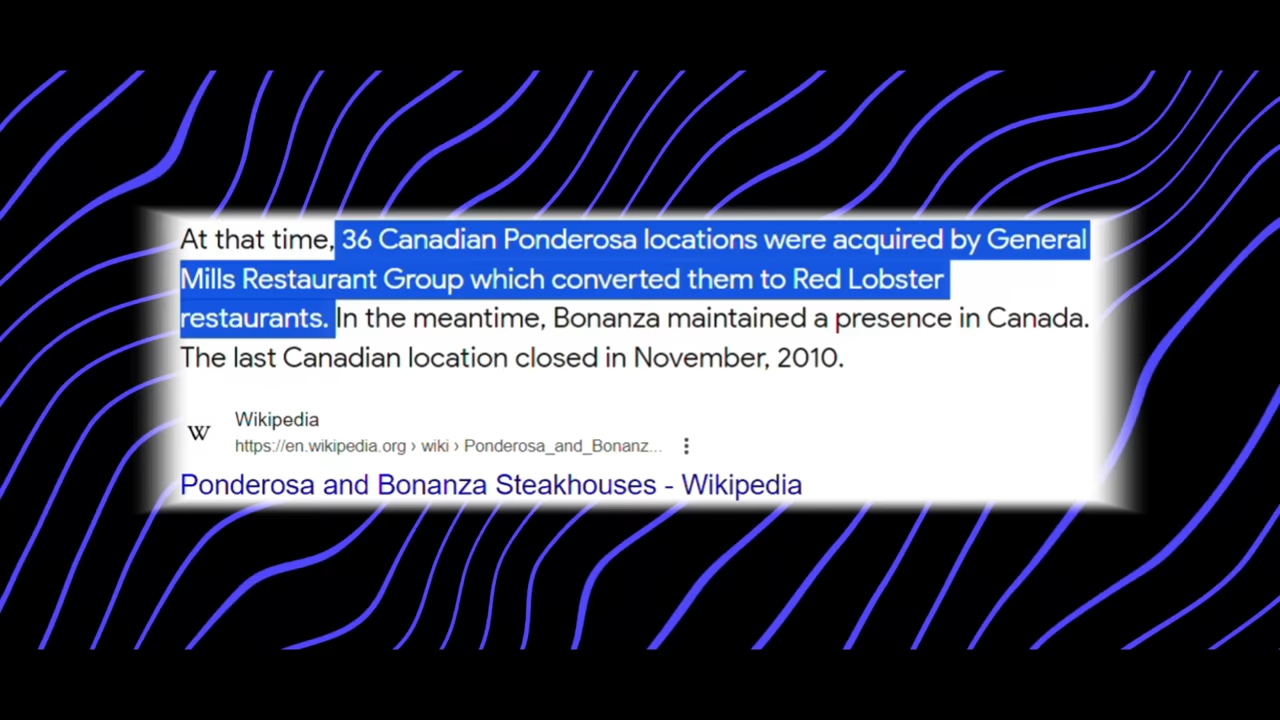 At that time, 36 Canadian Ponderosa locations were acquired by General
Mills Restaurant Group which converted them to Red Lobster
restaurants. In the meantime, Bonanza maintained a presence in Canada.
The last Canadian location closed in November, 2010.
W
Wikipedia
https://en.wikipedia.org › wiki › Ponderosa_and_Bonanz...
Ponderosa and Bonanza Steakhouses - Wikipedia